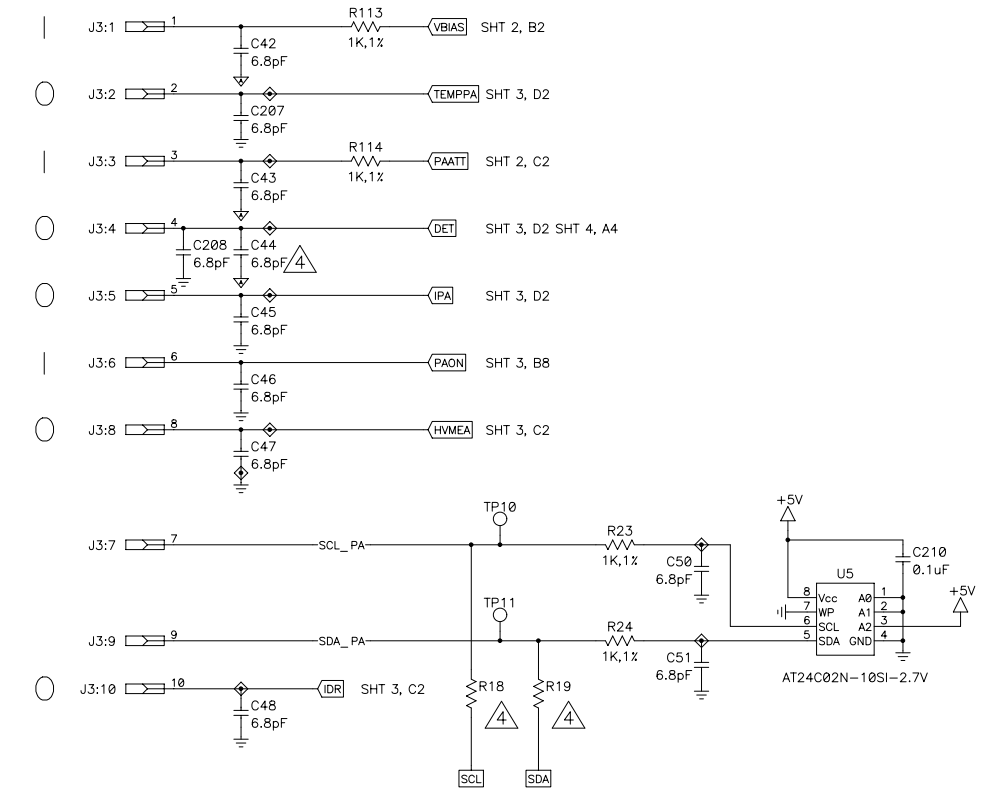 J3:1 1 R113 1K,1% VBIAS SHT 2, B2
C42
6.8pF
J3:2 2 TEMPPA SHT 3, D2
C207
6.8pF
J3:3 3 R114 1K,1% PAATT SHT 2, C2
C43
6.8pF
J3:4 4 DET SHT 3, D2 SHT 4, A4
C208
6.8pF
C44
6.8pF
4
J3:5 5 IPA SHT 3, D2
C45
6.8pF
J3:6 6 PAON SHT 3, B8
C46
6.8pF
J3:8 8 HVMEA SHT 3, C2
C47
6.8pF
J3:7 7 SCL_PA
TP10
R23
1K,1%
C50
6.8pF
+5V
C210
0.1uF
U5
+5V
8 Vcc A0 1
7 WP A1 2
6 SCL A2 3
5 SDA GND 4
AT24C02N-10SI-2.7V
J3:9 9 SDA_PA
TP11
R24
1K,1%
C51
6.8pF
J3:10 10 IDR SHT 3, C2
C48
6.8pF
R18
4
R19
4
SCL
SDA